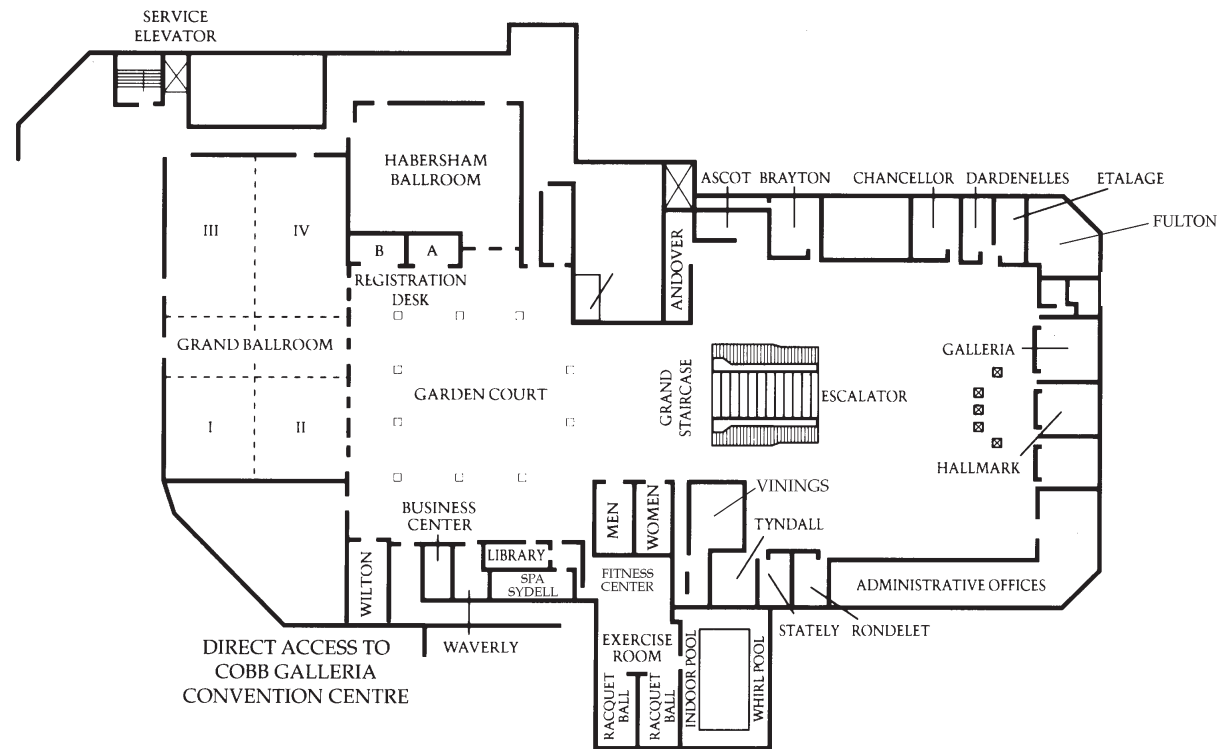 SERVICE
ELEVATOR
HABERSHAM
BALLROOM
ASCOT
BRAYTON
CHANCELLOR
DARDENELLES
ETALAGE
FULTON
III
IV
B
A
REGISTRATION
DESK
ANDOVER
GRAND BALLROOM
GARDEN COURT
GRAND
STAIRCASE
ESCALATOR
GALLERIA
I
II
HALLMARK
BUSINESS
CENTER
MEN
WOMEN
VININGS
TYNDALL
LIBRARY
SPA
SYDELL
FITNESS
CENTER
WILTON
ADMINISTRATIVE OFFICES
WAVERLY
STATELY
RONDELET
DIRECT ACCESS TO
COBB GALLERIA
CONVENTION CENTRE
EXERCISE
ROOM
RACQUET
BALL
RACQUET
BALL
INDOOR POOL
WHIRL POOL